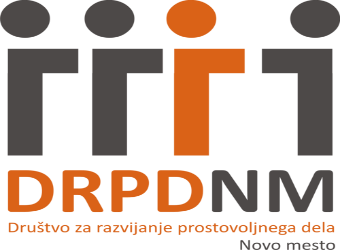 DRPDNM
Društvo za razvijanje prostovoljnega dela
Novo mesto